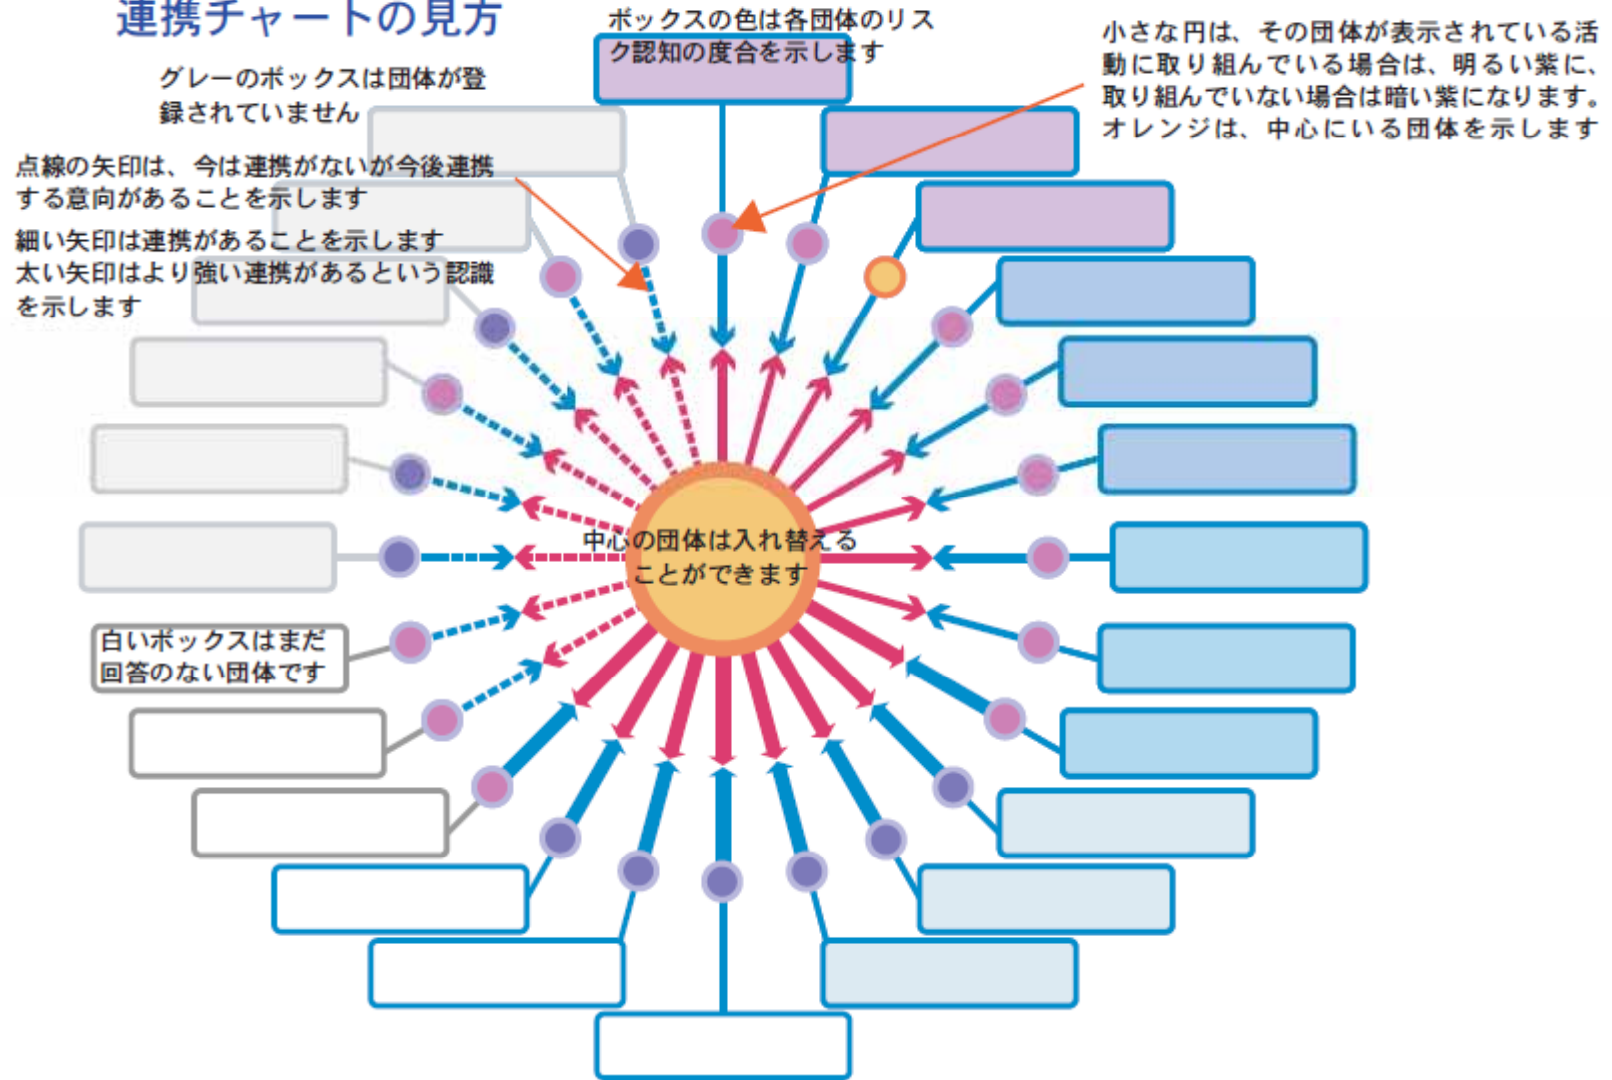 連携チャートの見方
ボックスの色は各団体のリス
ク認知の度合を示します
小さな円は、その団体が表示されている活
動に取り組んでいる場合は、明るい紫に、
取り組んでいない場合は暗い紫になります。
オレンジは、中心にいる団体を示します
グレーのボックスは団体が登
録されていません
点線の矢印は、今は連携がないが今後連携
する意向があることを示します
細い矢印は連携があることを示します
太い矢印はより強い連携があるという認識
を示します
中心の団体は入れ替える
ことができます
白いボックスはまだ
回答のない団体です